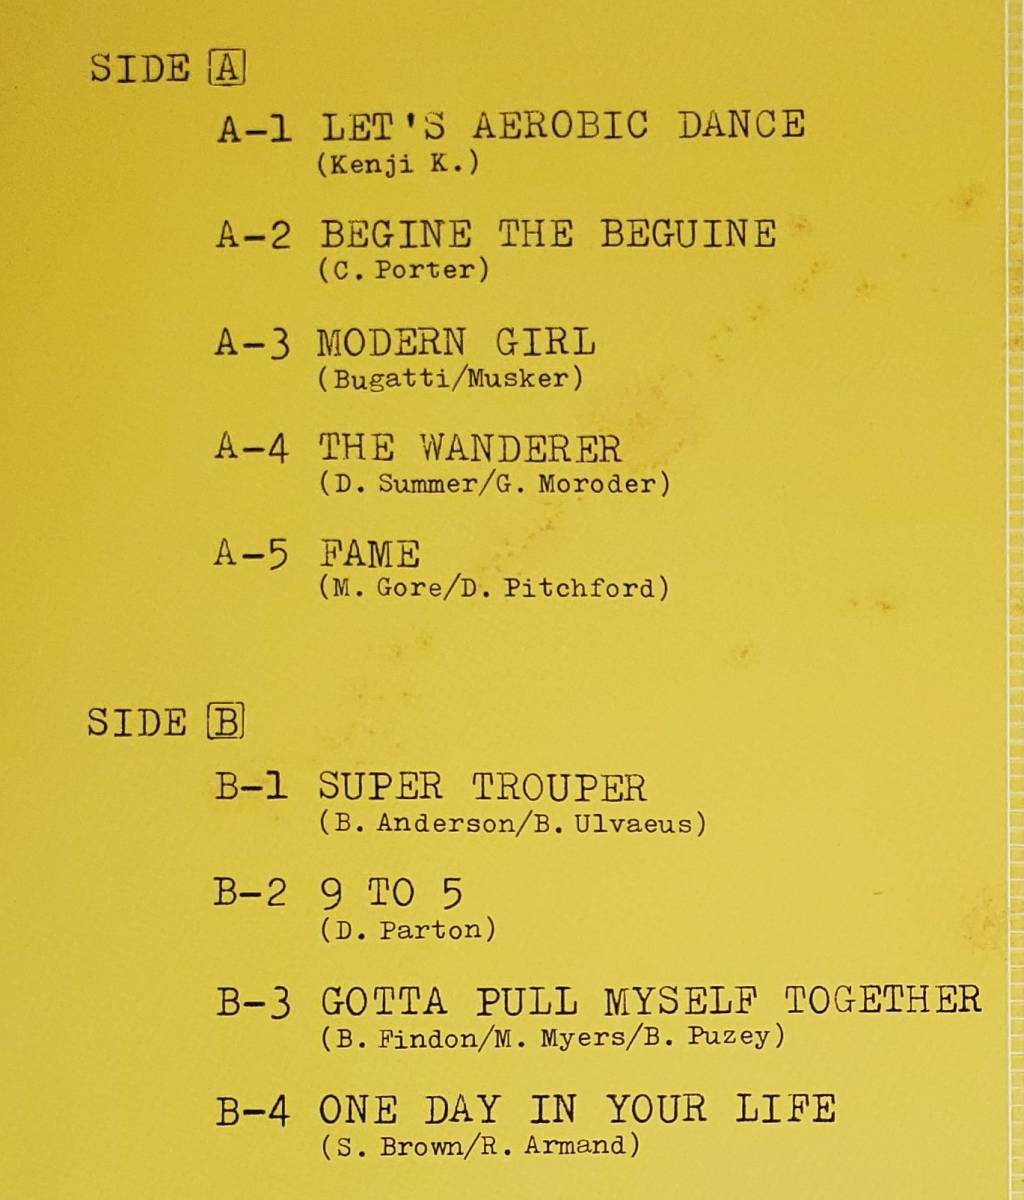 SIDE A
A-1 LET'S AEROBIC DANCE
(Kenji K.)
A-2 BEGINE THE BEGUINE
(C. Porter)
A-3 MODERN GIRL
(Bugatti/Musker)
A-4 THE WANDERER
(D. Summer/G. Moroder)
A-5 FAME
(M. Gore/D. Pitchford)
SIDE B
B-1 SUPER TROUPER
(B. Anderson/B. Ulvaeus)
B-2 9 TO 5
(D. Parton)
B-3 GOTTA PULL MYSELF TOGETHER
(B. Findon/M. Myers/B. Puzey)
B-4 ONE DAY IN YOUR LIFE
(S. Brown/R. Armand)